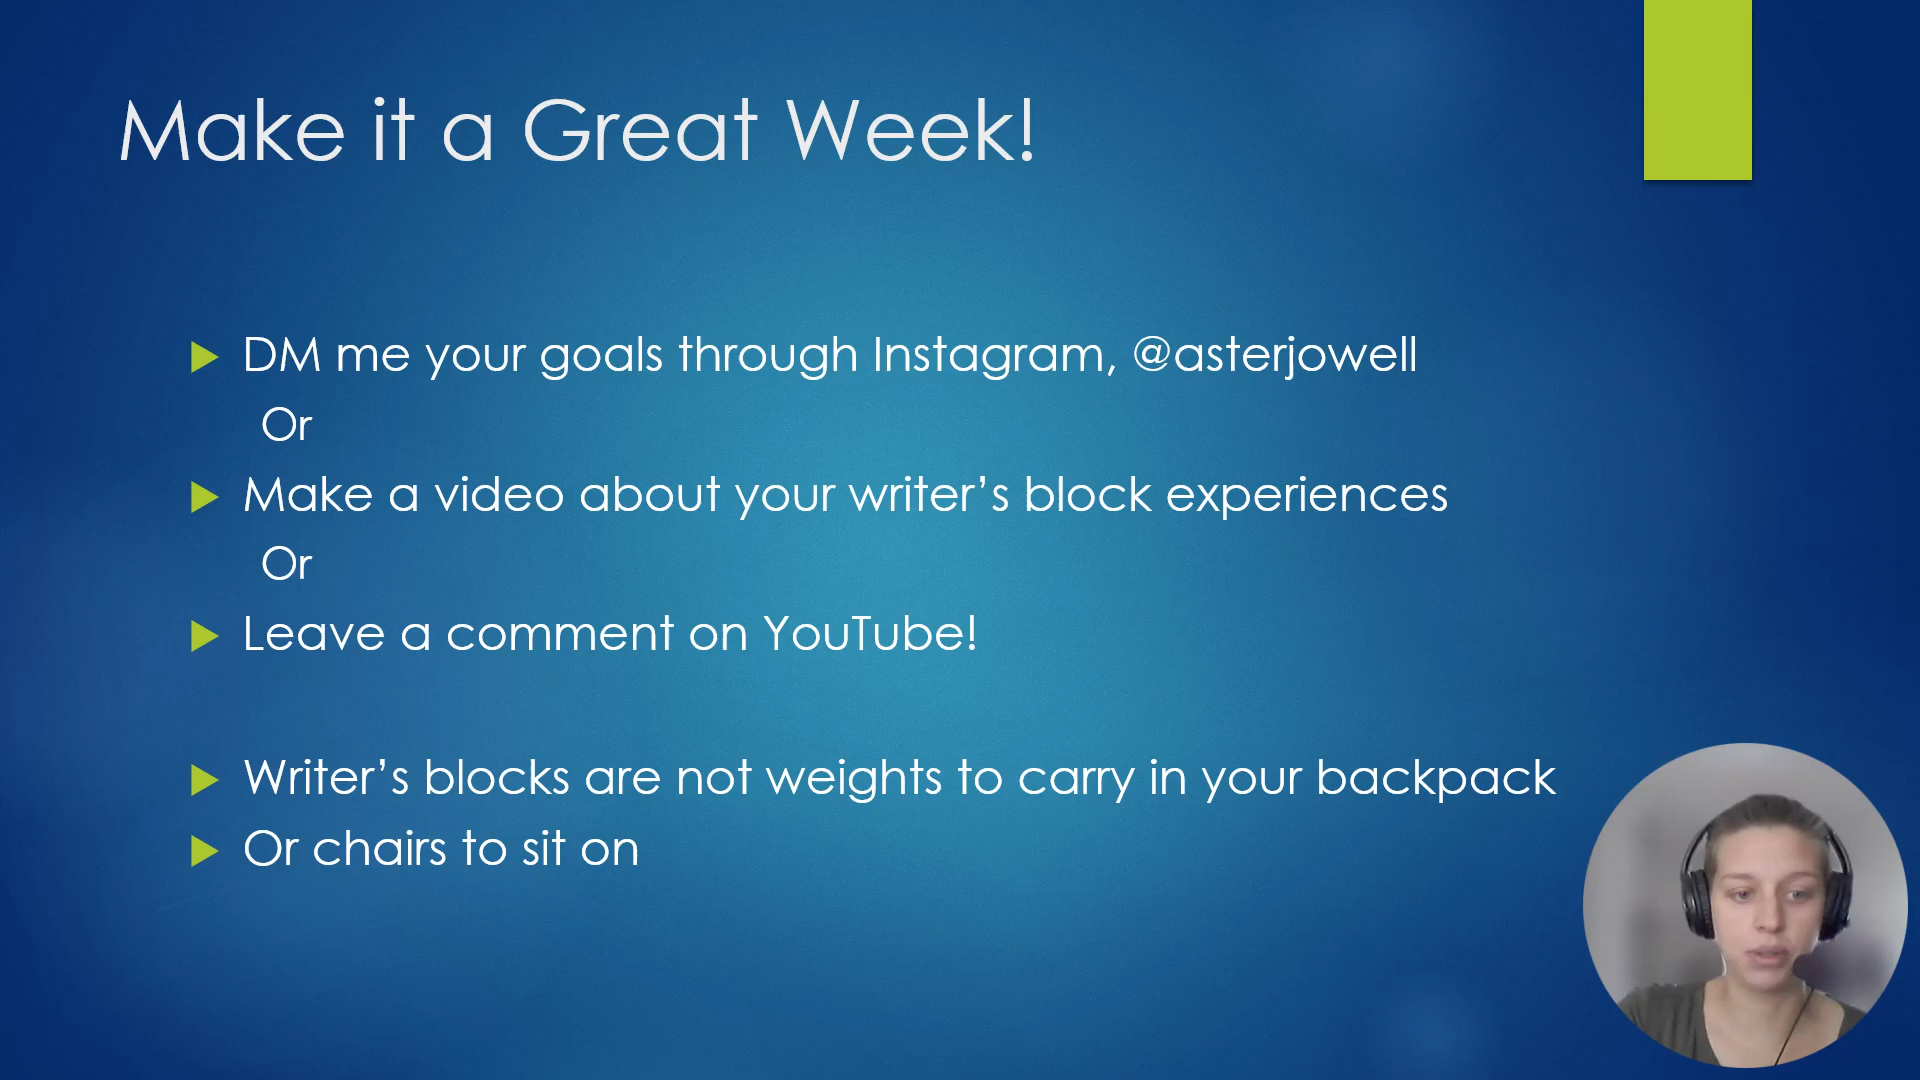 Make it a Great Week!
DM me your goals through Instagram, @asterjowell
Or
Make a video about your writer’s block experiences
Or
Leave a comment on YouTube!
Writer’s blocks are not weights to carry in your backpack
Or chairs to sit on